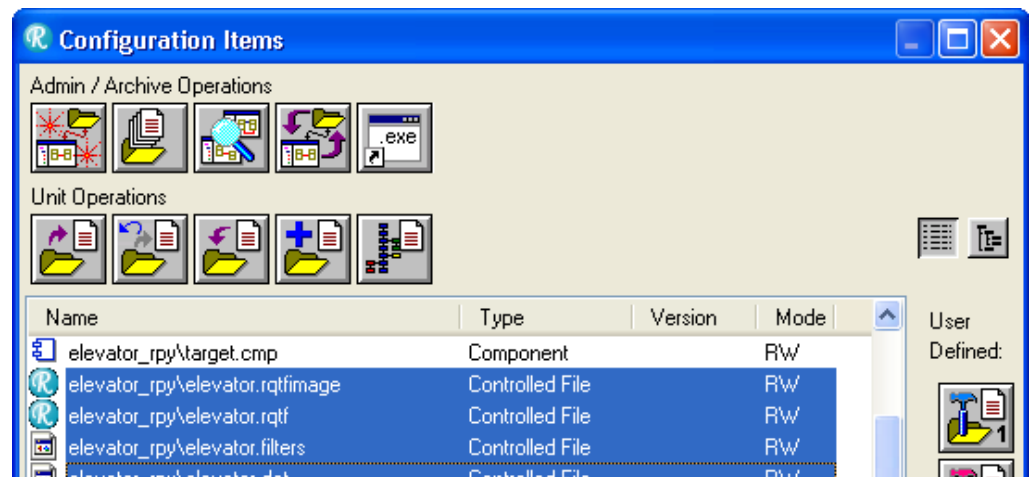 Configuration Items
Admin / Archive Operations
.exe
Unit Operations
Name Type Version Mode
User
Defined:
elevator_rpy\target.cmp Component RW
elevator_rpy\elevator.rqtfimage Controlled File RW
elevator_rpy\elevator.rqtf Controlled File RW
1
elevator_rpy\elevator.filters Controlled File RW